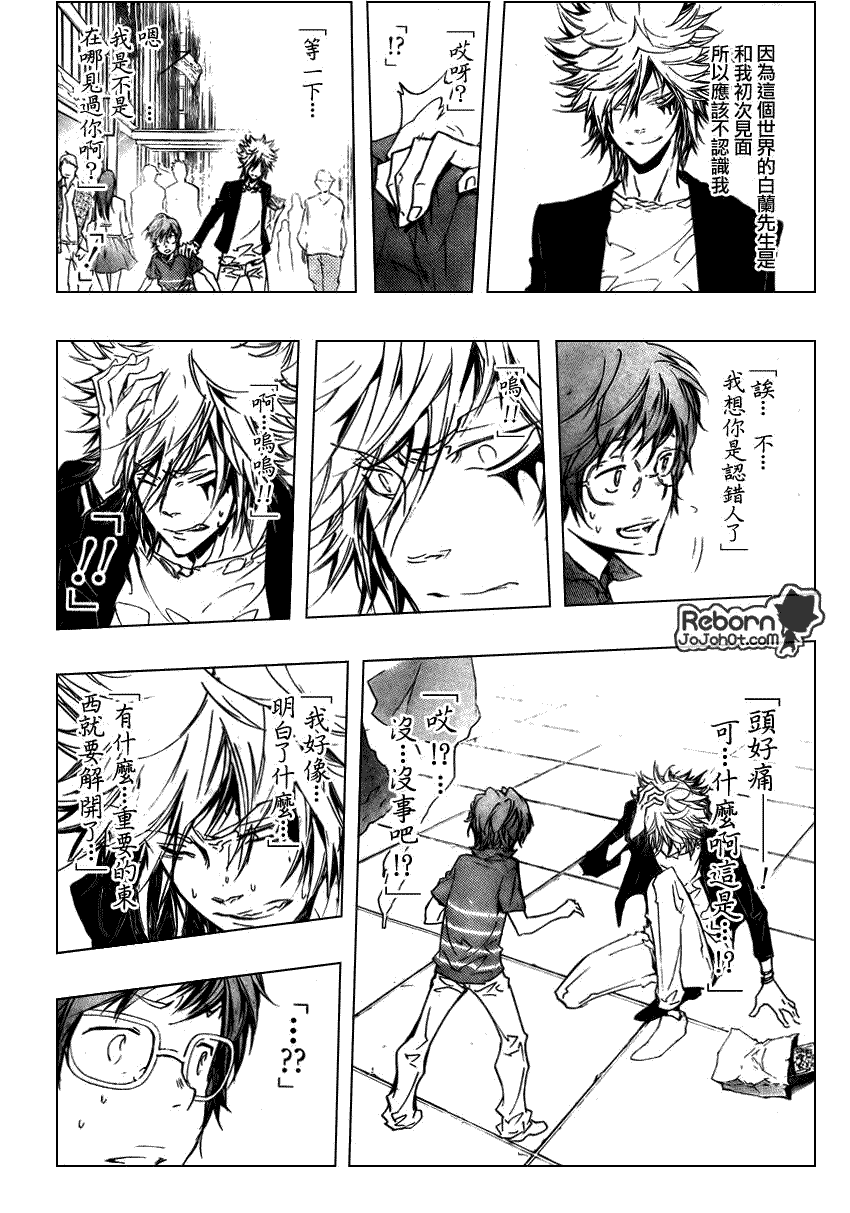 因為這個世界的白蘭先生是
和我初次見面
所以應該不認識我
「哎呀？」
「！？」
「等一下…」
「嗯…
我是不是
在哪見過你啊？」
「！」
「誒…不…
我想你是認錯人了」
「嗚！！」
「啊…嗚嗚！！」
「！！」
「頭好痛——！
可…什麼啊這是…！？」
「哎！？…
沒…沒事吧！？」
「我好像…
明白了什麼…」
「有什麼…重要的東
西就要解開了…」
「…？？」
Reborn
JoJoHot.com